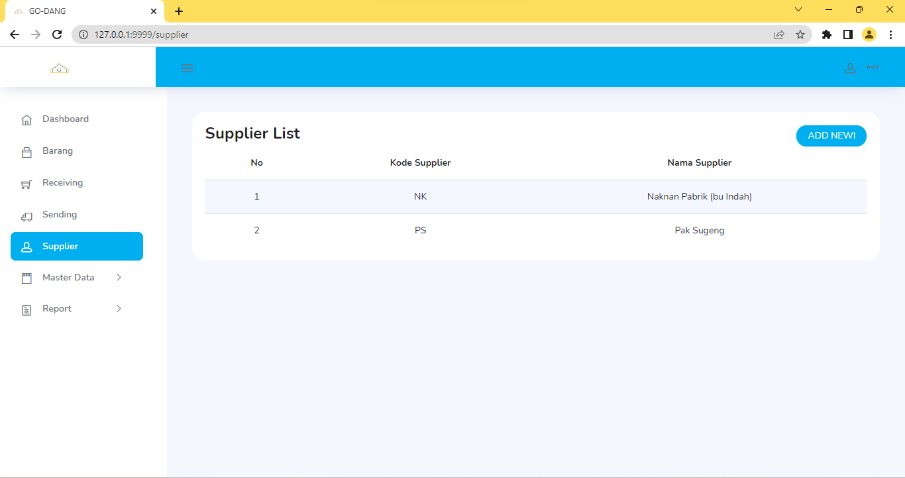 GO-DANG
127.0.0.1:9999/supplier
Dashboard
Barang
Receiving
Sending
Supplier
Master Data
Report
Supplier List
ADD NEW!
No Kode Supplier Nama Supplier
1 NK Naknan Pabrik (bu Indah)
2 PS Pak Sugeng